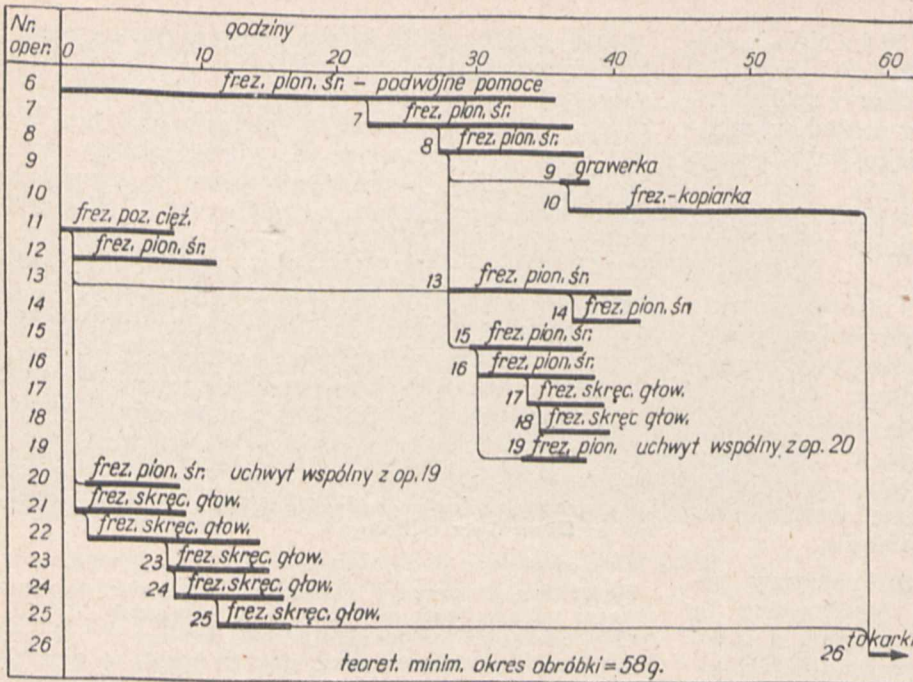 Nr. oper.
godziny
0 10 20 30 40 50 60
6 frez. pion. śr. – podwójne pomoce
7 7 frez. pion. śr.
8 8 frez. pion. śr.
9 9 grawerka
10 10 frez.-kopiarka
11 frez. poz. cięż.
12 frez. pion. śr.
13 13 frez. pion. śr.
14 14 frez. pion. śr
15 15 frez. pion. śr.
16 16 frez. pion. śr.
17 17 frez. skręc. głow.
18 18 frez. skręc głow.
19 19 frez. pion. uchwyt wspólny z op. 20
20 frez. pion. śr. uchwyt wspólny z op. 19
21 frez. skręc. głow.
22 frez. skręc. głow.
23 23 frez. skręc. głow.
24 24 frez. skręc. głow.
25 25 frez. skręc. głow.
26 26 tokarki
teoret. minim. okres obróbki = 58 g.